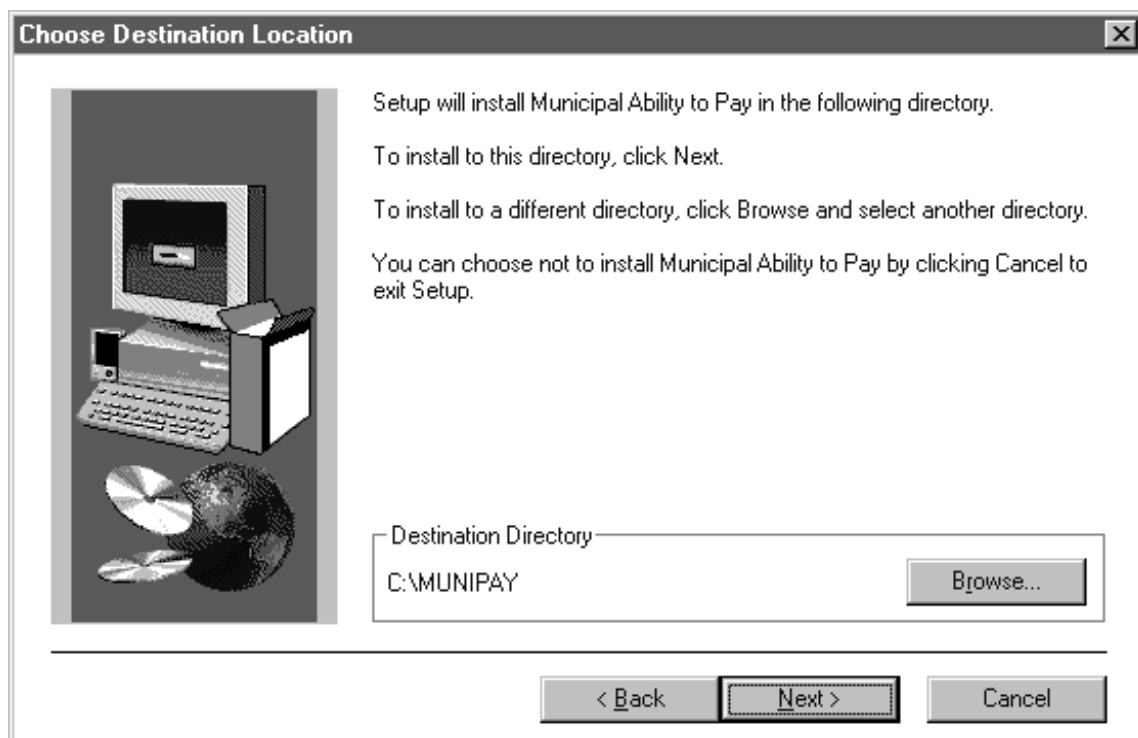 Choose Destination Location
Setup will install Municipal Ability to Pay in the following directory.
To install to this directory, click Next.
To install to a different directory, click Browse and select another directory.
You can choose not to install Municipal Ability to Pay by clicking Cancel to
exit Setup.
Destination Directory
C:\MUNIPAY
Browse...
< Back
Next >
Cancel